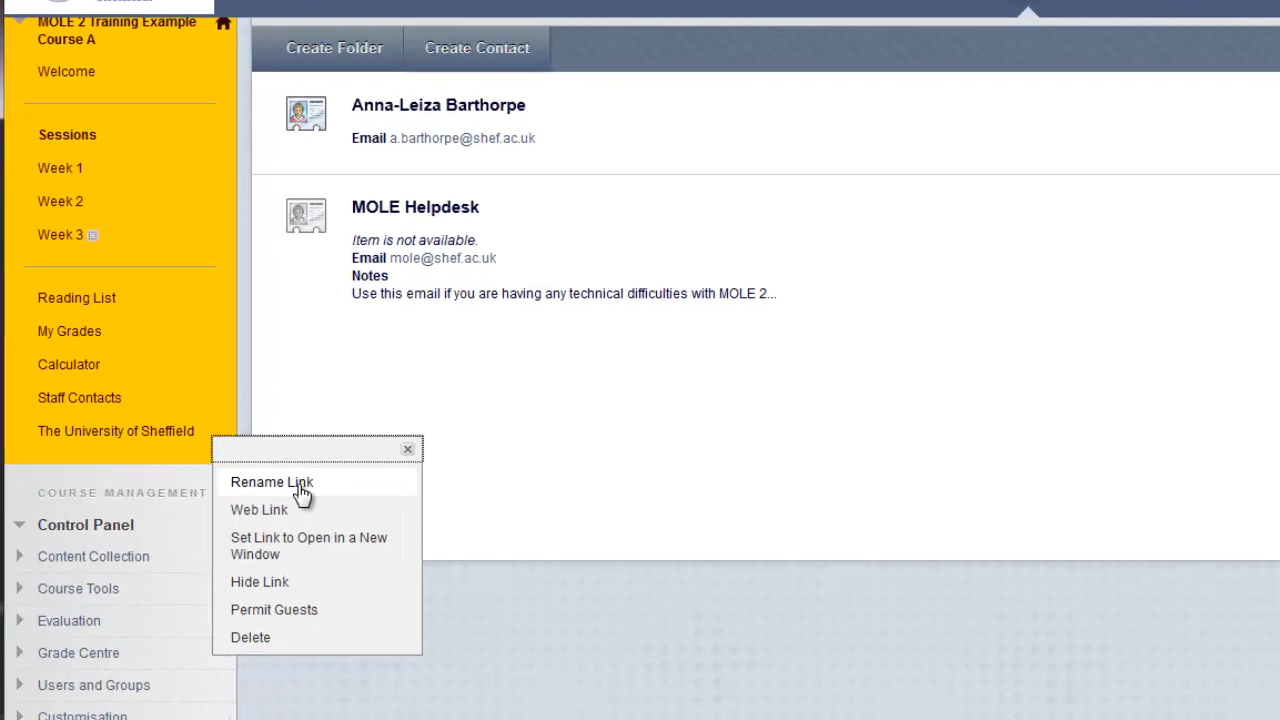 MOLE 2 Training Example
Course A
Welcome
Sessions
Week 1
Week 2
Week 3
Reading List
My Grades
Calculator
Staff Contacts
The University of Sheffield
COURSE MANAGEMENT
Control Panel
Content Collection
Course Tools
Evaluation
Grade Centre
Users and Groups
Customisation
Create Folder
Create Contact
Anna-Leiza Barthorpe
Email a.barthorpe@shef.ac.uk
MOLE Helpdesk
Item is not available.
Email mole@shef.ac.uk
Notes
Use this email if you are having any technical difficulties with MOLE 2...
Rename Link
Web Link
Set Link to Open in a New
Window
Hide Link
Permit Guests
Delete